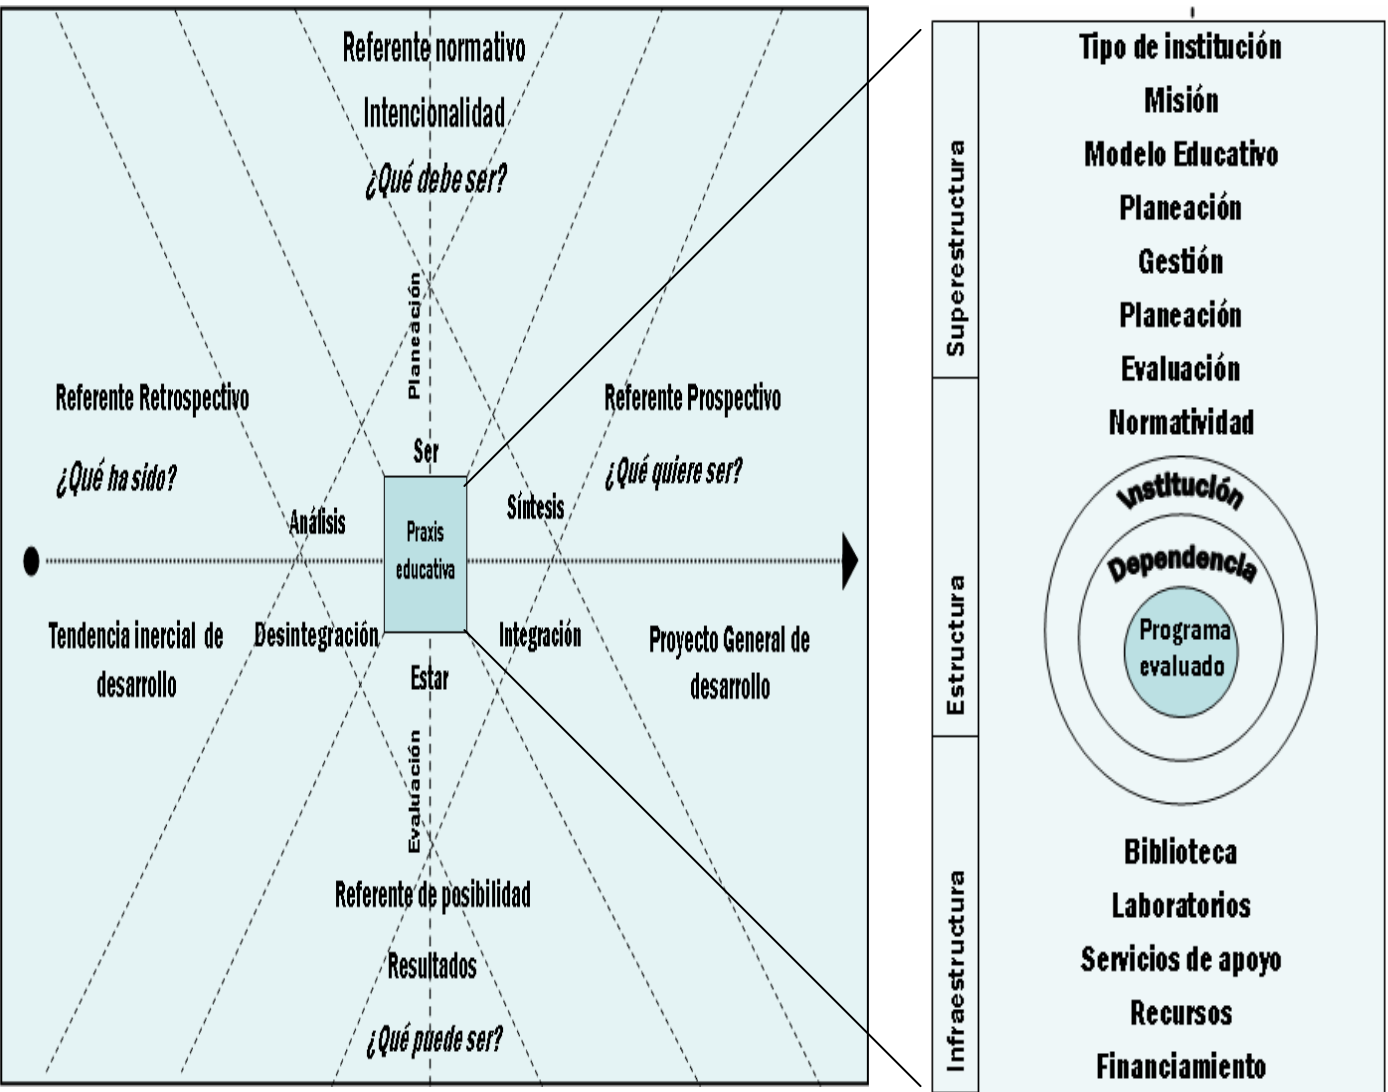 Referente normativo
Intencionalidad
¿Qué debe ser?
Planeación
Referente Retrospectivo
¿Qué ha sido?
Referente Prospectivo
¿Qué quiere ser?
Ser
Análisis
Síntesis
Praxis
educativa
Tendencia inercial de
desarrollo
Desintegración
Integración
Proyecto General de
desarrollo
Estar
Evaluación
Referente de posibilidad
Resultados
¿Qué puede ser?
Superestructura
Tipo de institución
Misión
Modelo Educativo
Planeación
Gestión
Planeación
Evaluación
Normatividad
Estructura
Institución
Dependencia
Programa
evaluado
Infraestructura
Biblioteca
Laboratorios
Servicios de apoyo
Recursos
Financiamiento